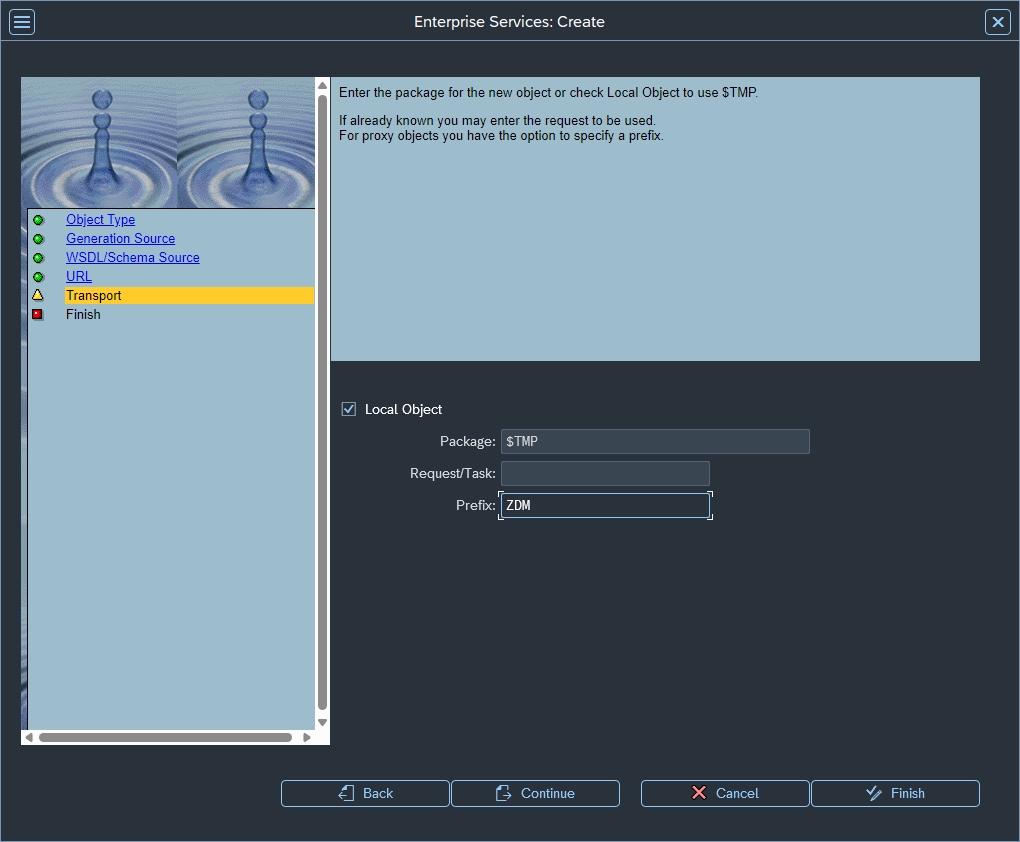 Enterprise Services: Create
Enter the package for the new object or check Local Object to use $TMP.
If already known you may enter the request to be used.
For proxy objects you have the option to specify a prefix.
Object Type
Generation Source
WSDL/Schema Source
URL
Transport
Finish
Local Object
Package: $TMP
Request/Task:
Prefix: ZDM
Back Continue Cancel Finish